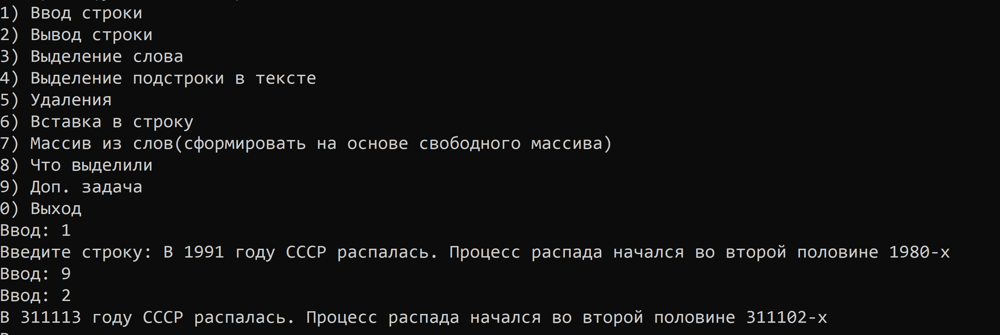 1) Ввод строки
2) Вывод строки
3) Выделение слова
4) Выделение подстроки в тексте
5) Удаления
6) Вставка в строку
7) Массив из слов(сформировать на основе свободного массива)
8) Что выделили
9) Доп. задача
0) Выход
Ввод: 1
Введите строку: В 1991 году СССР распалась. Процесс распада начался во второй половине 1980-х
Ввод: 9
Ввод: 2
В 311113 году СССР распалась. Процесс распада начался во второй половине 311102-х